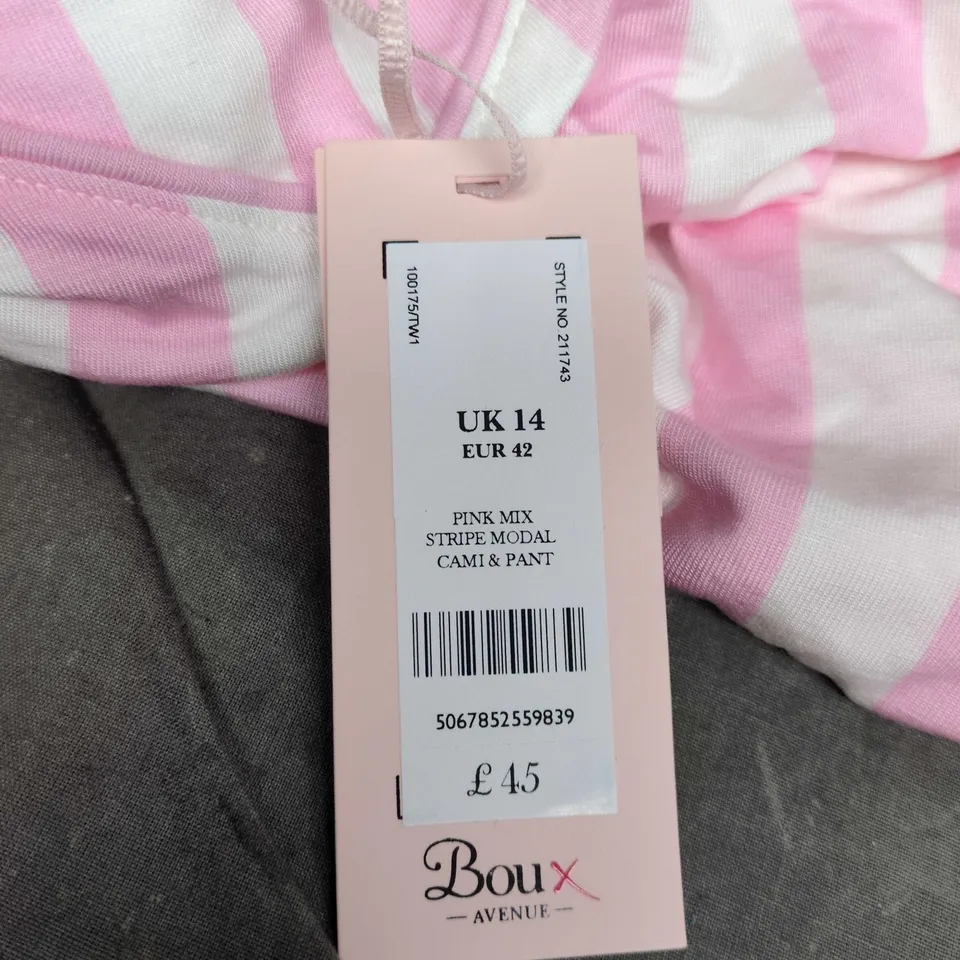 100175/TW1
STYLE NO. 211743
UK 14
EUR 42
PINK MIX
STRIPE MODAL
CAMI & PANT
5067852559839
£45
Boux
— AVENUE —